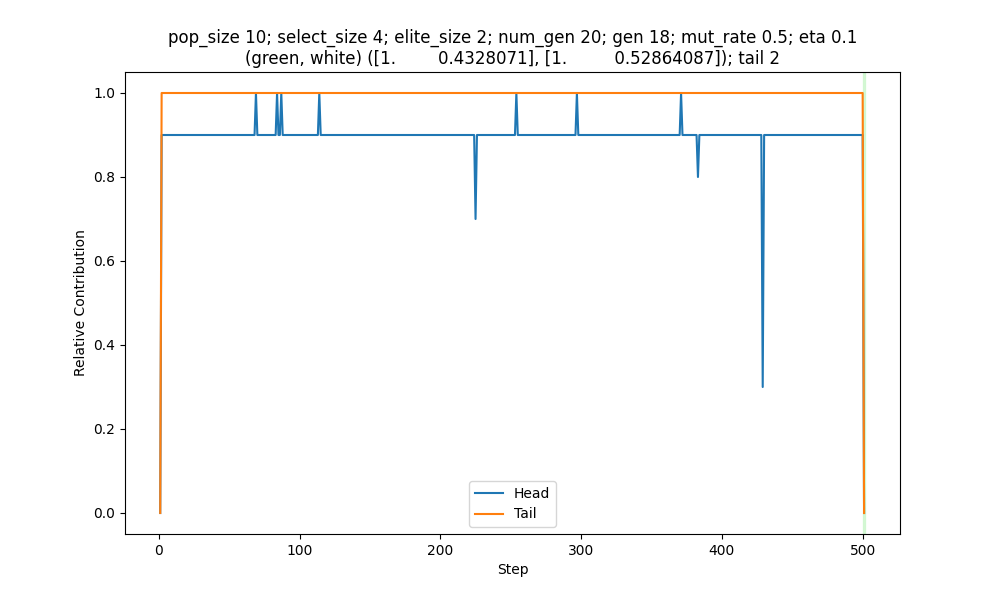 pop_size 10; select_size 4; elite_size 2; num_gen 20; gen 18; mut_rate 0.5; eta 0.1
(green, white) ([1. 0.4328071], [1. 0.52864087]); tail 2
1.0
0.8
0.6
0.4
0.2
0.0
Relative Contribution
Head
Tail
0 100 200 300 400 500
Step